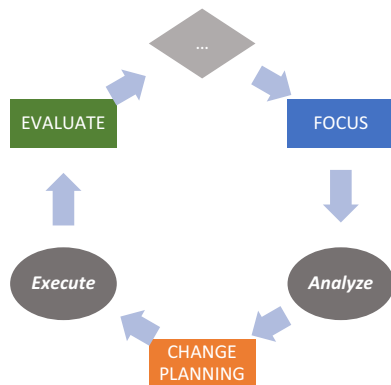 ...
FOCUS
Analyze
CHANGE
PLANNING
Execute
EVALUATE